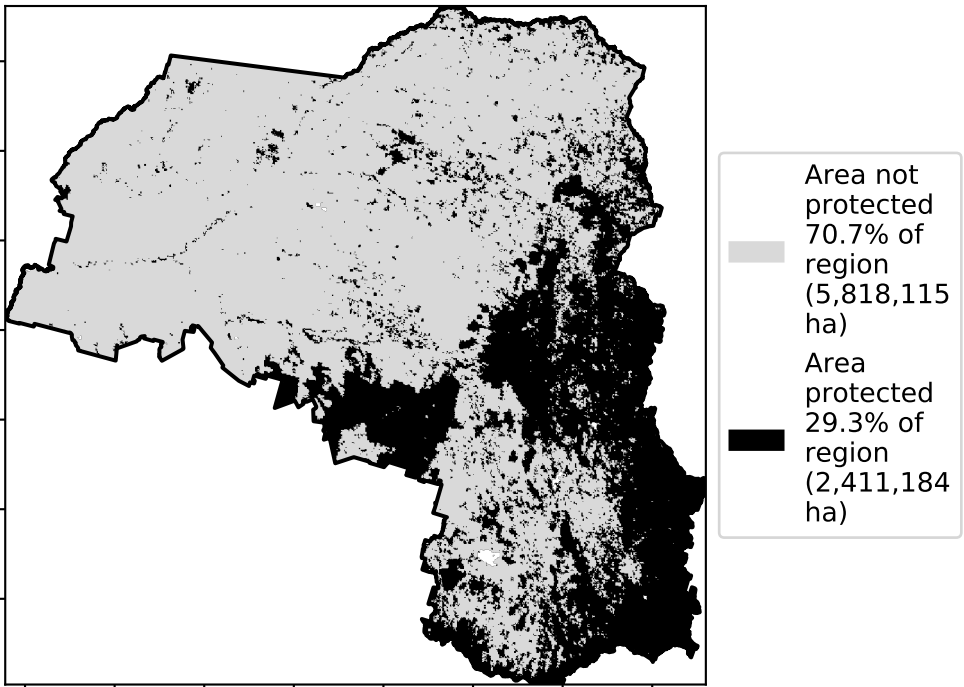 Area not
protected
70.7% of
region
(5,818,115
ha)
Area
protected
29.3% of
region
(2,411,184
ha)